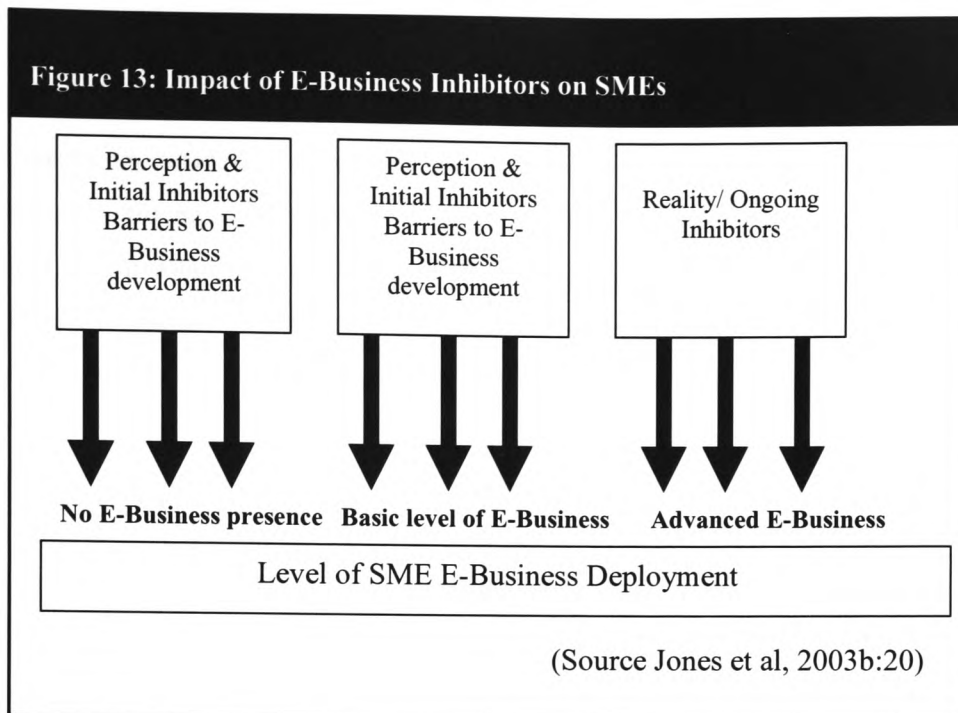 Figure 13: Impact of E-Business Inhibitors on SMEs
Perception &
Initial Inhibitors
Barriers to E-
Business
development
Perception &
Initial Inhibitors
Barriers to E-
Business
development
Reality/ Ongoing
Inhibitors
No E-Business presence
Basic level of E-Business
Advanced E-Business
Level of SME E-Business Deployment
(Source Jones et al, 2003b:20)